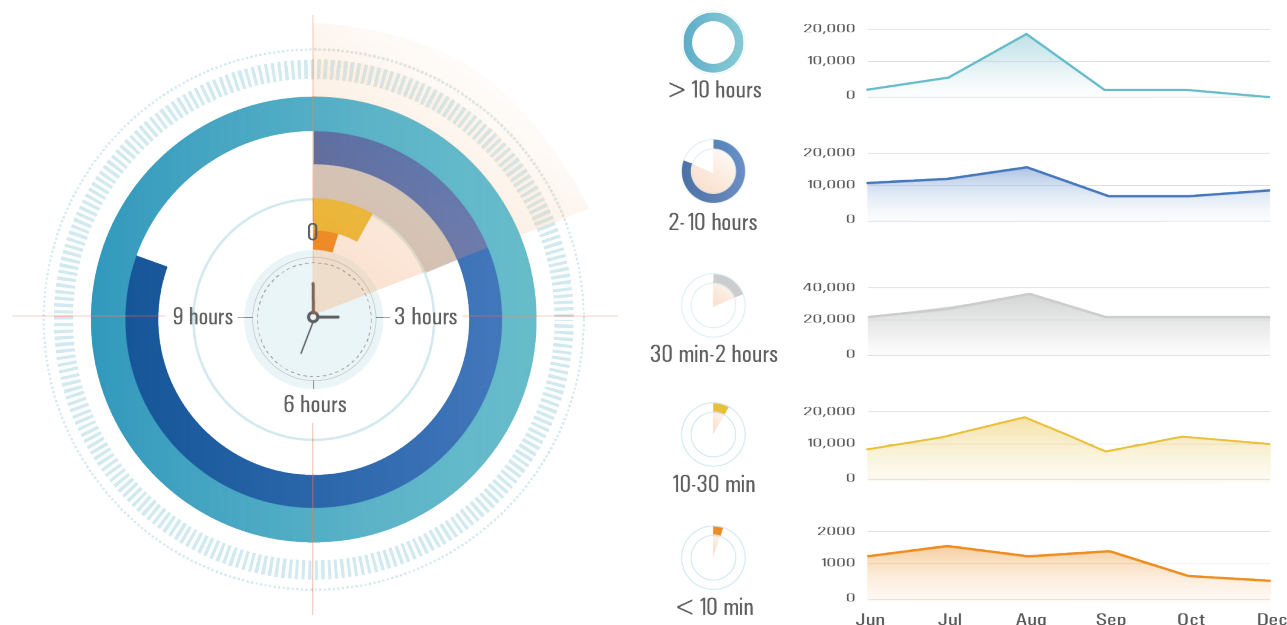 0
9 hours
3 hours
6 hours
> 10 hours
20,000
10,000
0
2-10 hours
20,000
10,000
0
30 min-2 hours
40,000
20,000
0
10-30 min
20,000
10,000
0
< 10 min
2000
1000
0
Jun Jul Aug Sep Oct Dec